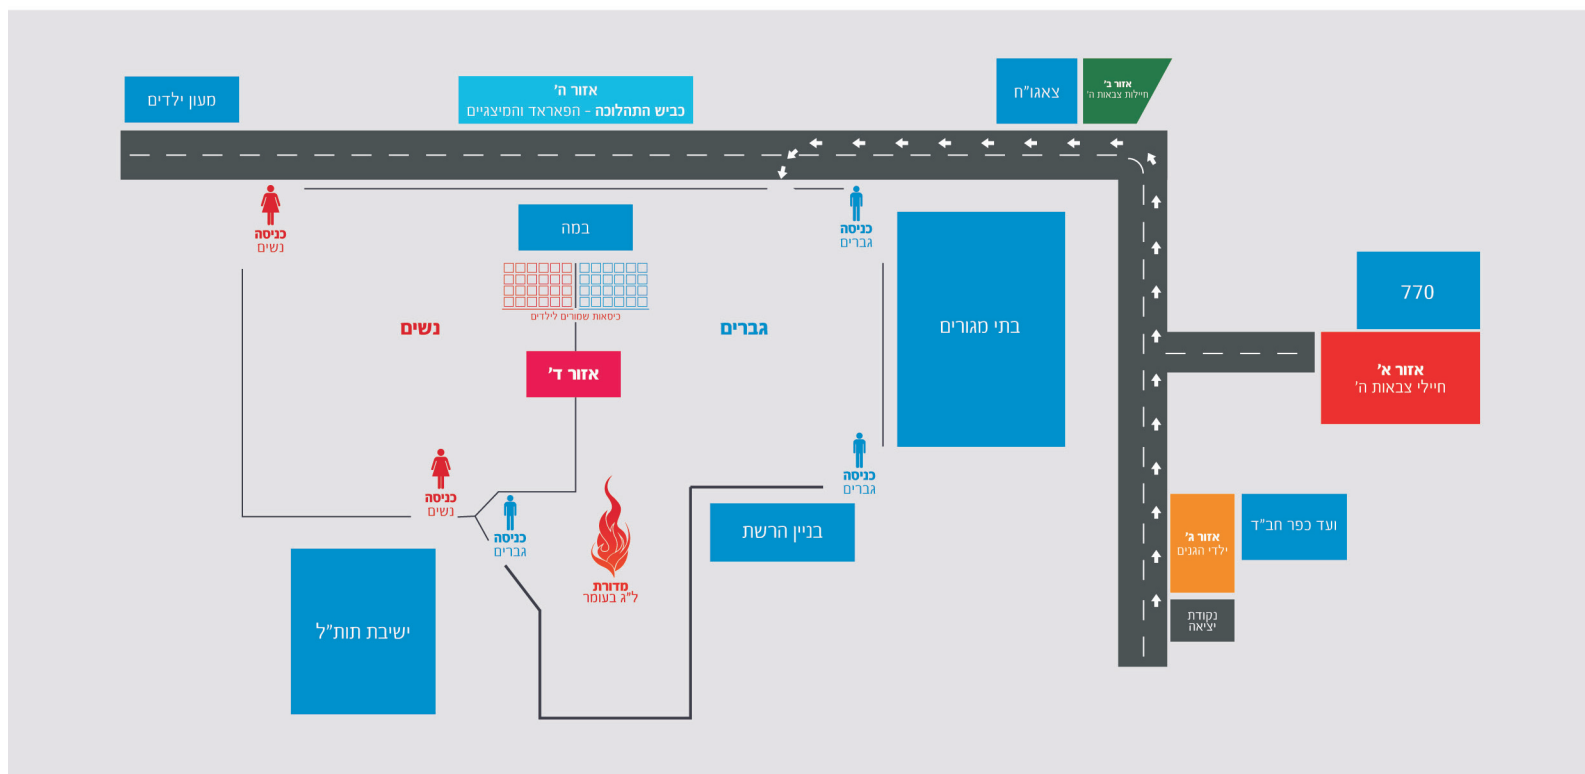 אזור ב'
חיילות צבאות ה'
צאגו"ח
אזור ה'
כביש התהלוכה - הפאראד והמיצגיים
מעון ילדים
כניסה
גברים
במה
כניסה
נשים
770
אזור א'
חיילי צבאות ה'
בתי מגורים
גברים
כיסאות שמורים לילדים
נשים
אזור ד'
כניסה
גברים
כניסה
נשים
ועד כפר חב"ד
אזור ג'
ילדי הגנים
נקודת
יציאה
בניין הרשת
כניסה
גברים
מדורת
ל"ג בעומר
ישיבת תות"ל